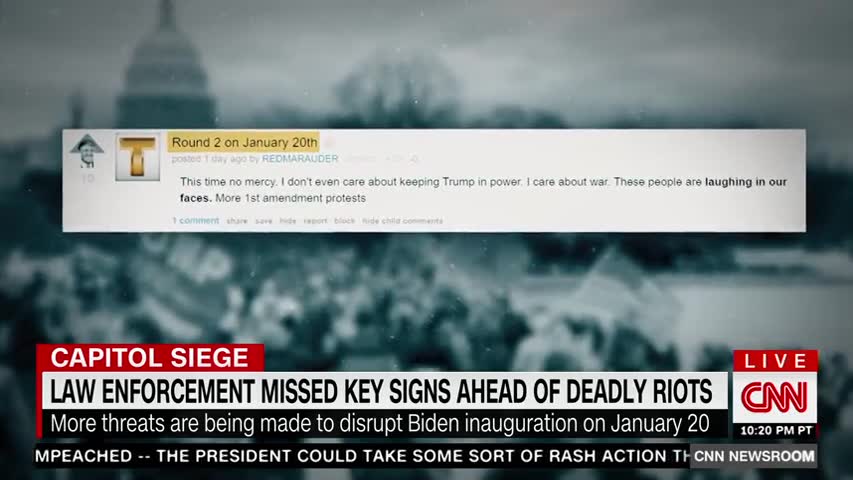 Round 2 on January 20th
T
posted 1 day ago by REDMARAUDER
10
This time no mercy. I don't even care about keeping Trump in power. I care about war. These people are laughing in our
faces. More 1st amendment protests
1 comment share save hide report block hide child comments
CAPITOL SIEGE
LIVE
LAW ENFORCEMENT MISSED KEY SIGNS AHEAD OF DEADLY RIOTS
CNN
More threats are being made to disrupt Biden inauguration on January 20
10:20 PM PT
MPEACHED -- THE PRESIDENT COULD TAKE SOME SORT OF RASH ACTION TH
CNN NEWSROOM